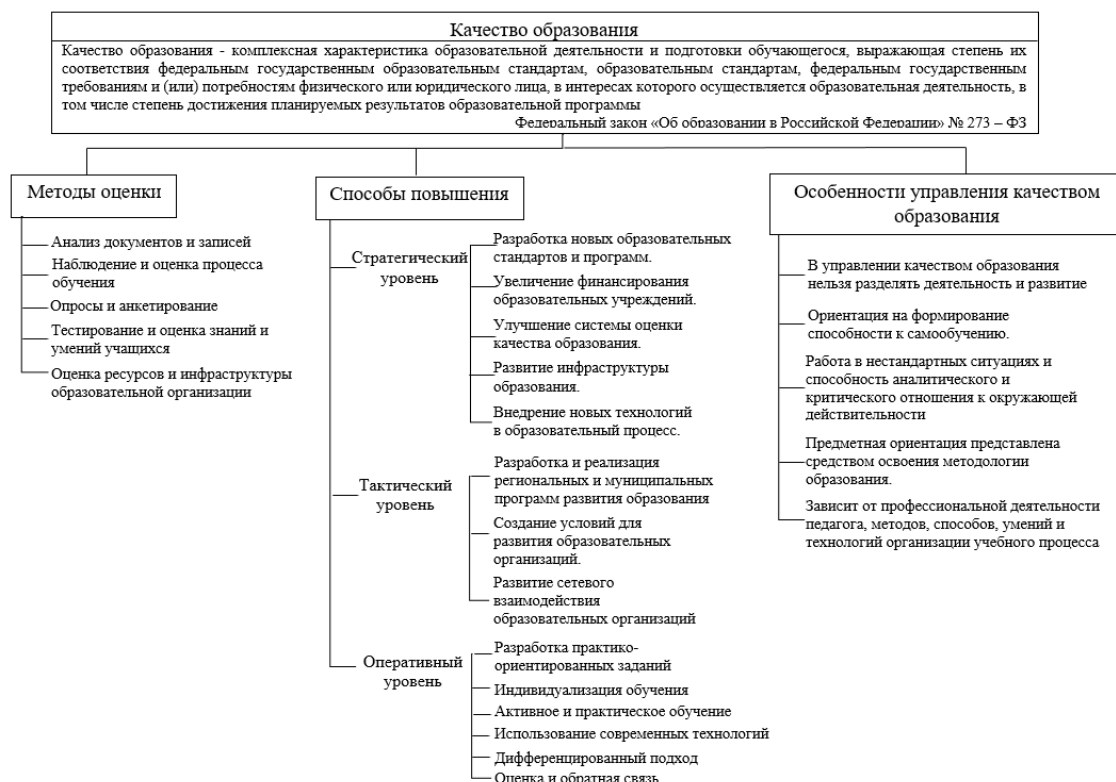 Качество образования
Качество образования - комплексная характеристика образовательной деятельности и подготовки обучающегося, выражающая степень их
соответствия федеральным государственным образовательным стандартам, образовательным стандартам, федеральным государственным
требованиям и (или) потребностям физического или юридического лица, в интересах которого осуществляется образовательная деятельность, в
том числе степень достижения планируемых результатов образовательной программы
Федеральный закон «Об образовании в Российской Федерации» № 273 – ФЗ
Методы оценки
Анализ документов и записей
Наблюдение и оценка процесса
обучения
Опросы и анкетирование
Тестирование и оценка знаний и
умений учащихся
Оценка ресурсов и инфраструктуры
образовательной организации
Способы повышения
Стратегический
уровень
Разработка новых образовательных
стандартов и программ.
Увеличение финансирования
образовательных учреждений.
Улучшение системы оценки
качества образования.
Развитие инфраструктуры
образования.
Внедрение новых технологий
в образовательный процесс.
Тактический
уровень
Разработка и реализация
региональных и муниципальных
программ развития образования
Создание условий для
развития образовательных
организаций.
Развитие сетевого
взаимодействия
образовательных организаций
Оперативный
уровень
Разработка практико-
ориентированных заданий
Индивидуализация обучения
Активное и практическое обучение
Использование современных технологий
Дифференцированный подход
Оценка и обратная связь
Особенности управления качеством
образования
В управлении качеством образования
нельзя разделять деятельность и развитие
Ориентация на формирование
способности к самообучению.
Работа в нестандартных ситуациях и
способность аналитического и
критического отношения к окружающей
действительности
Предметная ориентация представлена
средством освоения методологии
образования.
Зависит от профессиональной деятельности
педагога, методов, способов, умений и
технологий организации учебного процесса